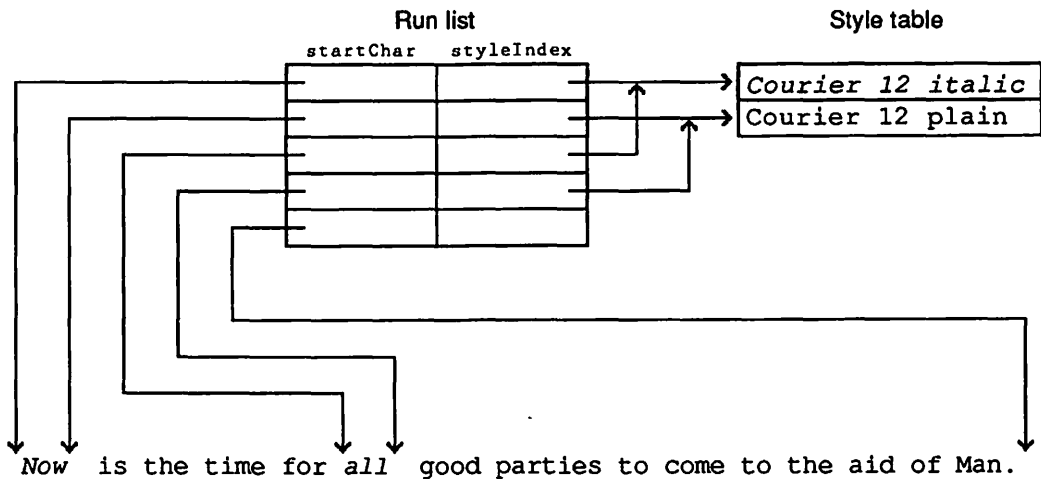 Run list
Style table
startChar styleIndex
Courier 12 italic
Courier 12 plain
Now is the time for all good parties to come to the aid of Man.